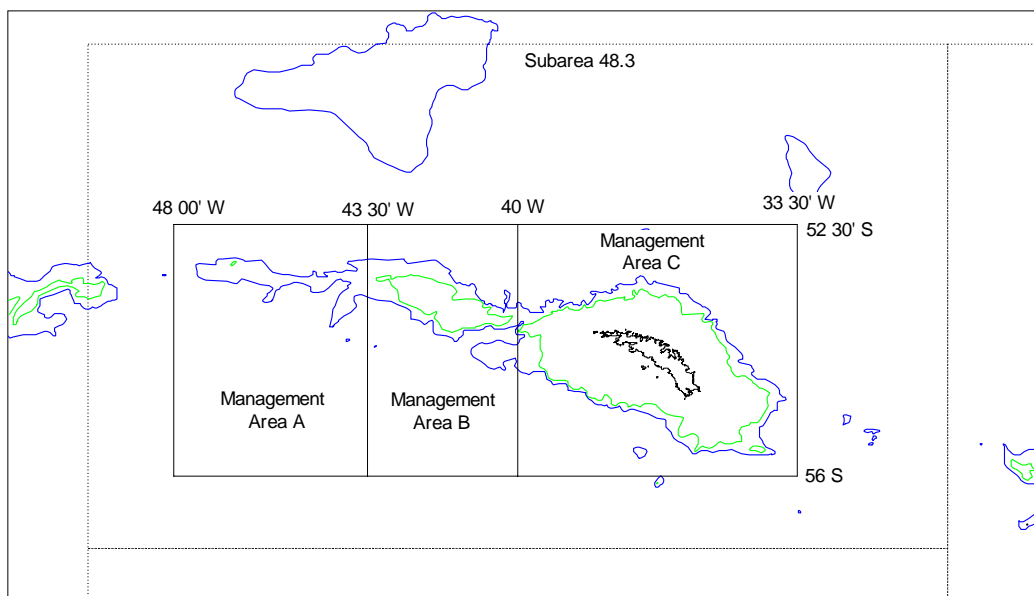 Subarea 48.3
48 00' W
43 30' W
40 W
33 30' W
52 30' S
Management
Area C
Management
Area A
Management
Area B
56 S